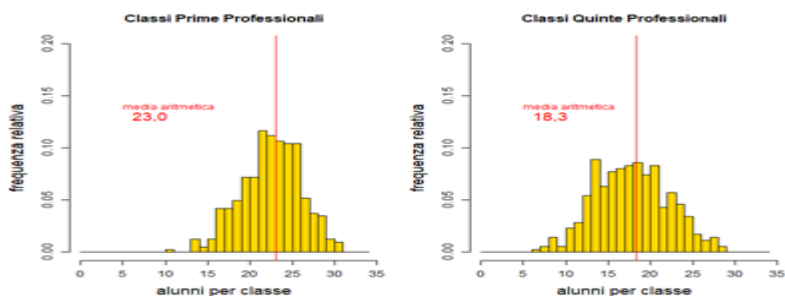 Classi Prime Professionali
frequenza relativa
0.00 0.05 0.10 0.15 0.20
media aritmetica
23.0
0 5 10 15 20 25 30 35
alunni per classe
Classi Quinte Professionali
frequenza relativa
0.00 0.05 0.10 0.15 0.20
media aritmetica
18.3
0 5 10 15 20 25 30 35
alunni per classe